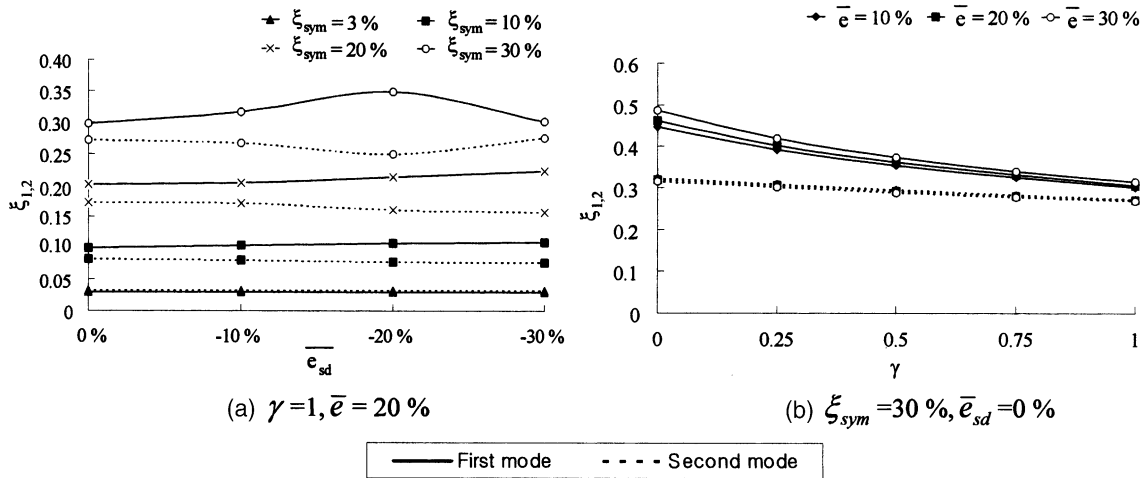 ξsym = 3 % ξsym = 10 %
ξsym = 20 % ξsym = 30 %
ξ1,2
0.40
0.35
0.30
0.25
0.20
0.15
0.10
0.05
0
0 % -10 % -20 % -30 %
e̅s̅d̅
(a) γ =1, e̅ = 20 %
e̅ = 10 % e̅ = 20 % e̅ = 30 %
ξ1,2
0.6
0.5
0.4
0.3
0.2
0.1
0
0 0.25 0.5 0.75 1
γ
(b) ξsym =30 %, e̅sd =0 %
First mode Second mode